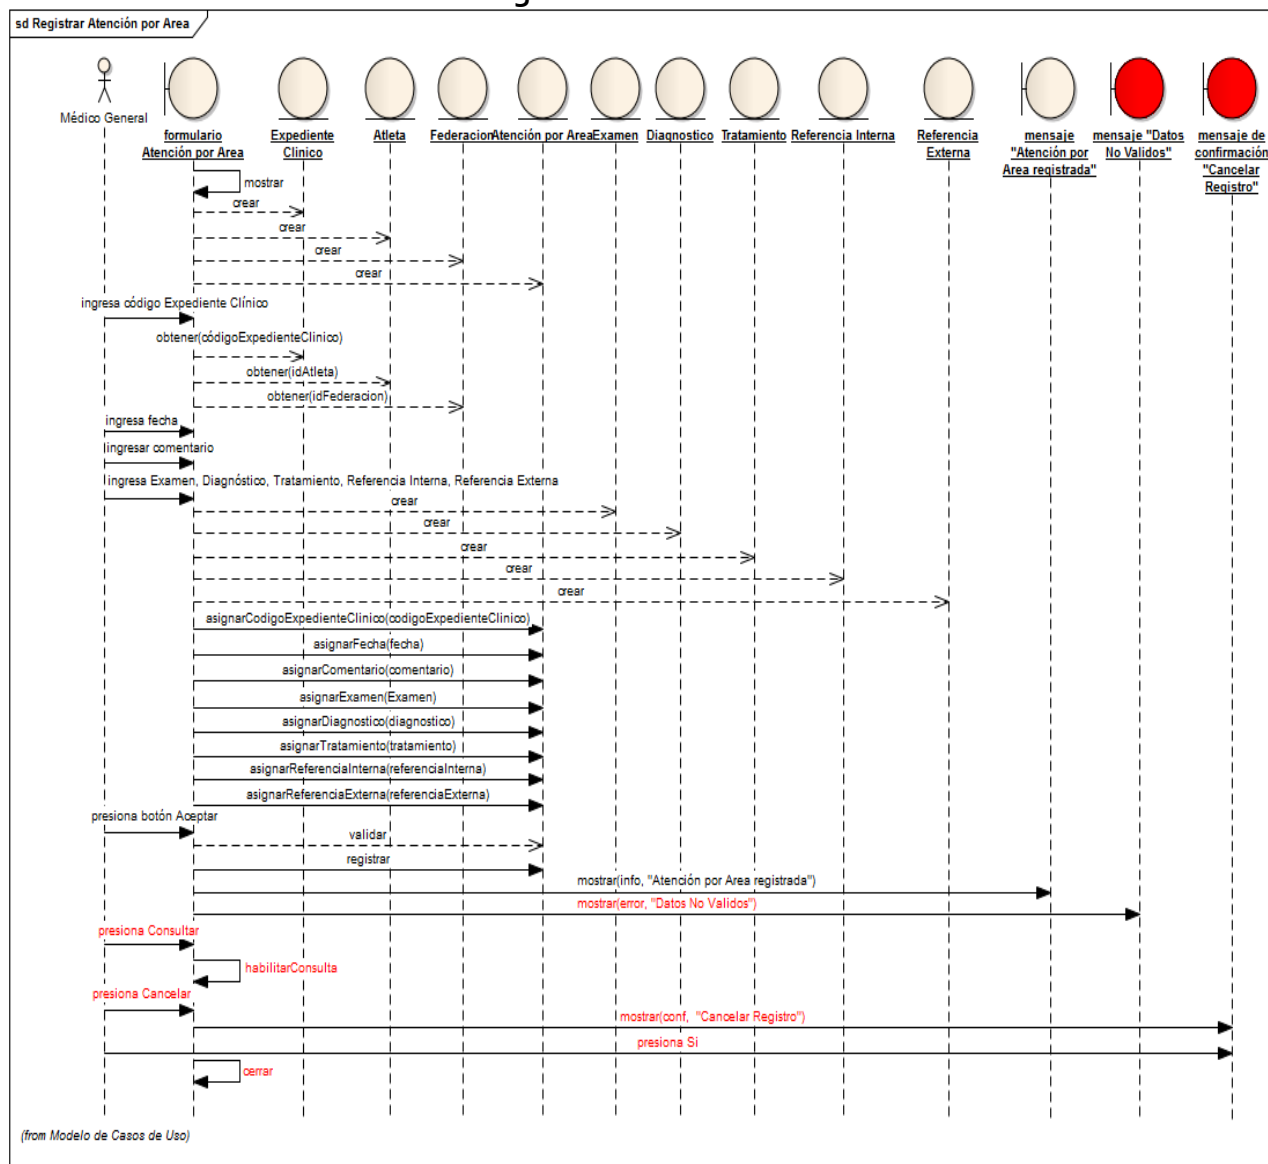 sd Registrar Atención por Area
Médico General
formulario
Atención por Area
Expediente
Clinico
Atleta
Federacion
Atención por Area
Examen
Diagnostico
Tratamiento
Referencia Interna
Referencia
Externa
mensaje
"Atención por
Area registrada"
mensaje "Datos
No Validos"
mensaje de
confirmación
"Cancelar
Registro"
mostrar
crear
crear
crear
crear
ingresa código Expediente Clínico
obtener(códigoExpedienteClinico)
obtener(idAtleta)
obtener(idFederacion)
ingresa fecha
ingresar comentario
ingresa Examen, Diagnóstico, Tratamiento, Referencia Interna, Referencia Externa
crear
crear
crear
crear
crear
asignarCodigoExpedienteClinico(codigoExpedienteClinico)
asignarFecha(fecha)
asignarComentario(comentario)
asignarExamen(Examen)
asignarDiagnostico(diagnostico)
asignarTratamiento(tratamiento)
asignarReferenciaInterna(referenciaInterna)
asignarReferenciaExterna(referenciaExterna)
presiona botón Aceptar
validar
registrar
mostrar(info, "Atención por Area registrada")
mostrar(error, "Datos No Validos")
presiona Consultar
habilitarConsulta
presiona Cancelar
mostrar(conf, "Cancelar Registro")
presiona Si
cerrar
(from Modelo de Casos de Uso)